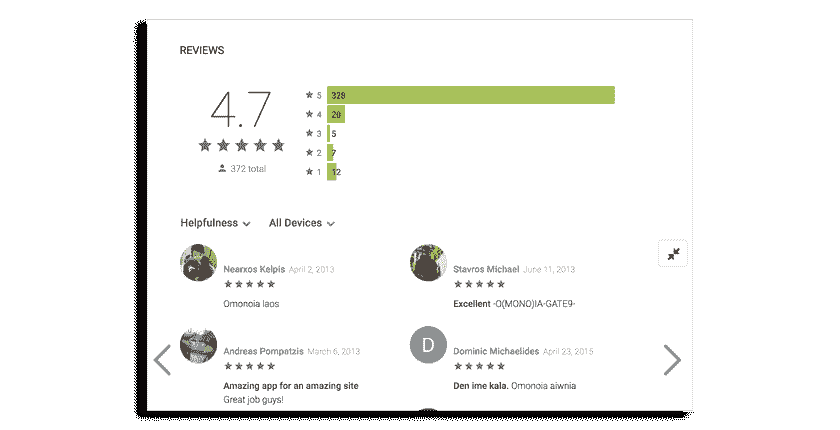 REVIEWS
4.7
372 total
5 328
4 20
3 5
2 7
1 12
Helpfulness
All Devices
Nearxos Kelpis April 2, 2013
Omonoia laos
Stavros Michael June 11, 2013
Excellent -O(MONO)IA-GATE9-
Andreas Pompatzis March 6, 2013
Amazing app for an amazing site
Great job guys!
D
Dominic Michaelides April 23, 2015
Den ime kala. Omonoia aiwnia